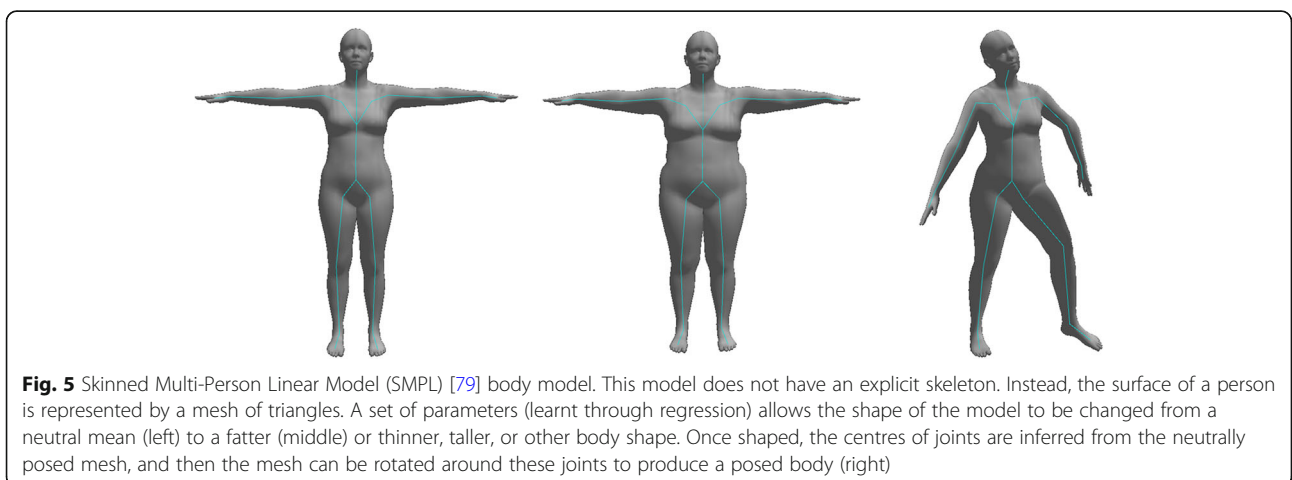 Fig. 5 Skinned Multi-Person Linear Model (SMPL) [79] body model. This model does not have an explicit skeleton. Instead, the surface of a person
is represented by a mesh of triangles. A set of parameters (learnt through regression) allows the shape of the model to be changed from a
neutral mean (left) to a fatter (middle) or thinner, taller, or other body shape. Once shaped, the centres of joints are inferred from the neutrally
posed mesh, and then the mesh can be rotated around these joints to produce a posed body (right)